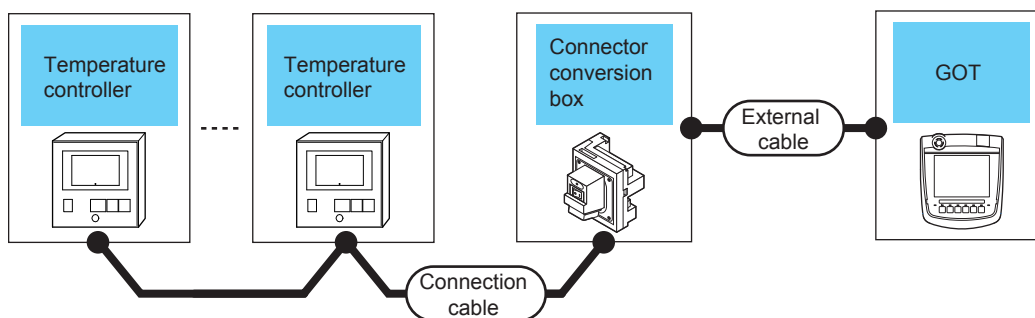 Temperature
controller
Temperature
controller
Connector
conversion
box
GOT
External
cable
Connection
cable